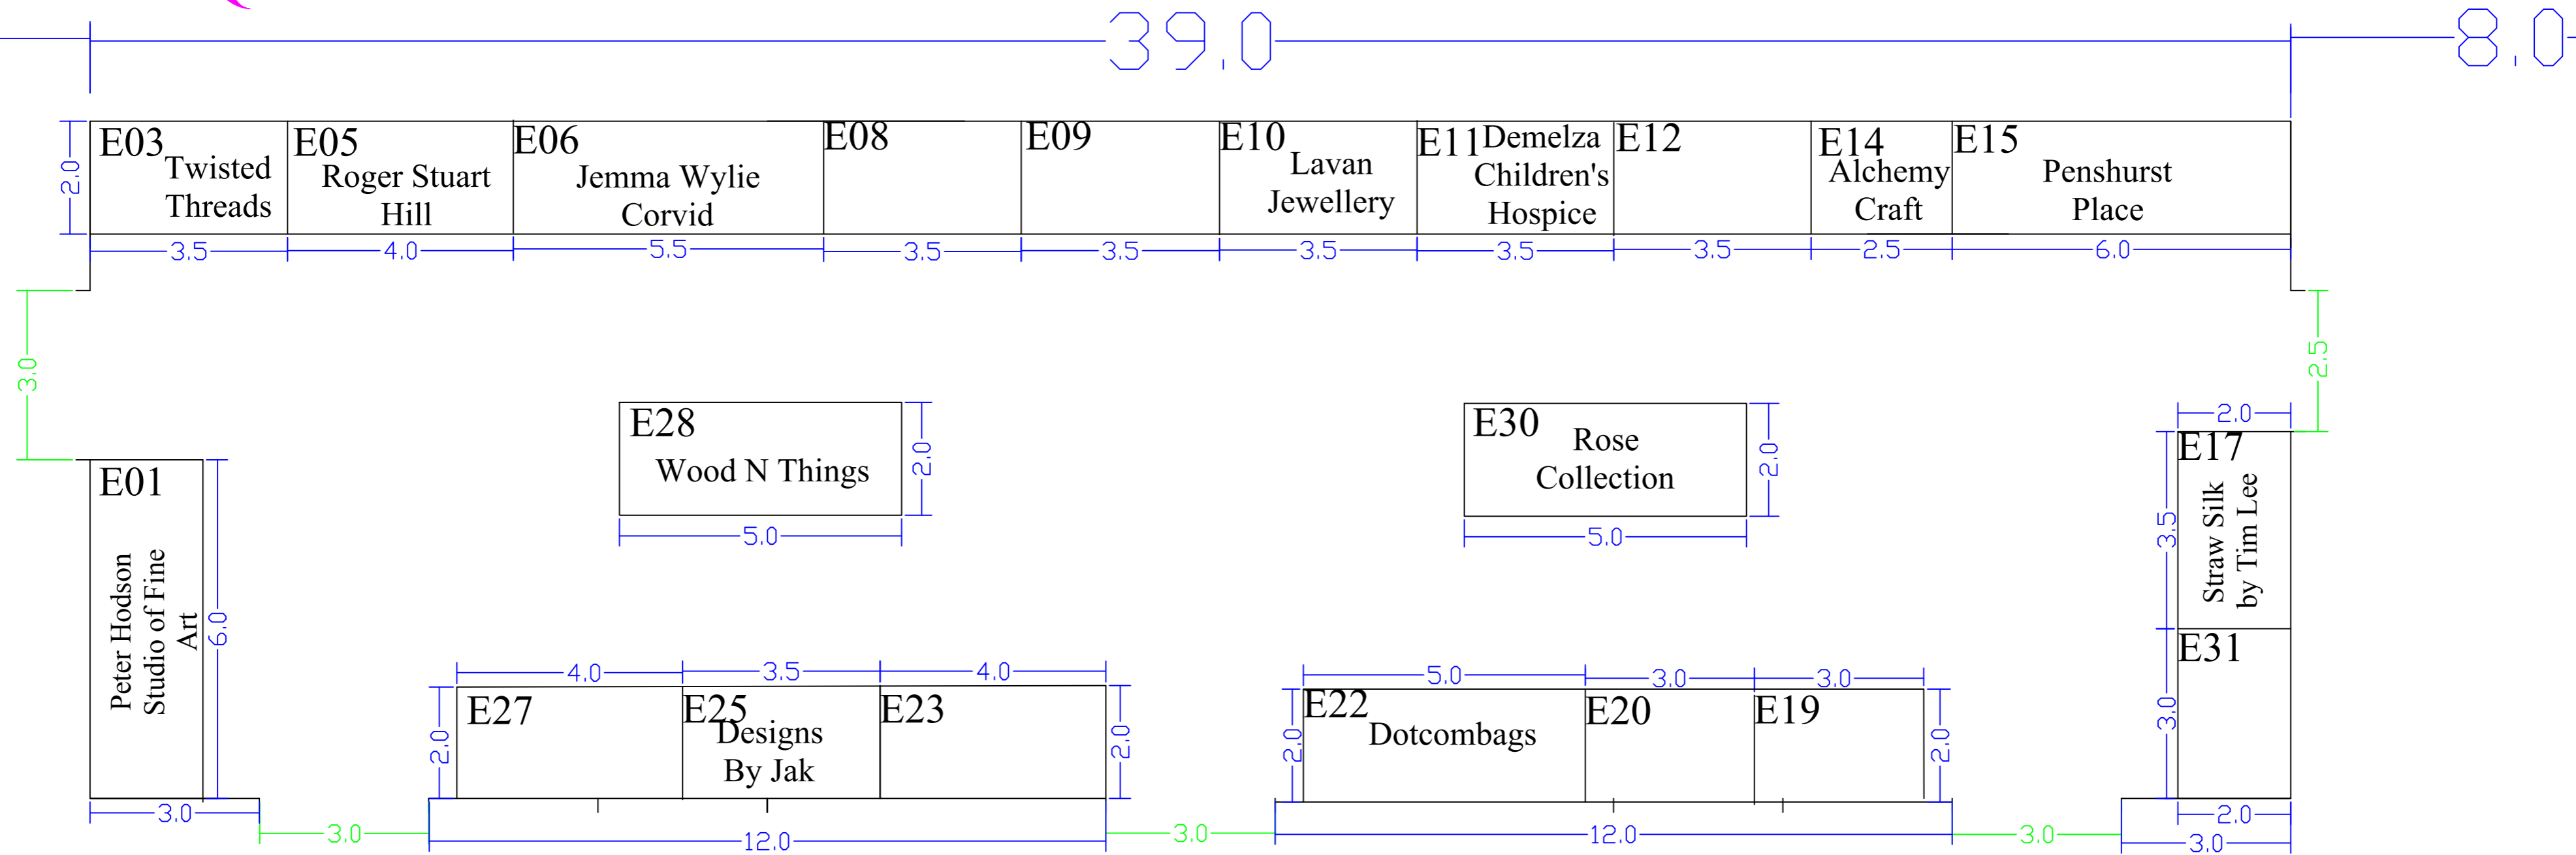 39.0
8.0
E03
Twisted
Threads
E05
Roger Stuart
Hill
E06
Jemma Wylie
Corvid
E08
E09
E10
Lavan
Jewellery
E11
Demelza
Children's
Hospice
E12
E14
Alchemy
Craft
E15
Penshurst
Place
2.0
3.5
4.0
5.5
3.5
3.5
3.5
3.5
3.5
2.5
6.0
3.0
2.5
E28
Wood N Things
2.0
5.0
E30
Rose
Collection
2.0
5.0
2.0
E17
Straw Silk
by Tim Lee
3.5
E31
3.0
2.0
3.0
E01
Peter Hodson
Studio of Fine
Art
6.0
3.0
3.0
4.0
3.5
4.0
2.0
E27
E25
Designs
By Jak
E23
2.0
12.0
3.0
5.0
3.0
3.0
2.0
E22
Dotcombags
E20
E19
2.0
12.0
3.0